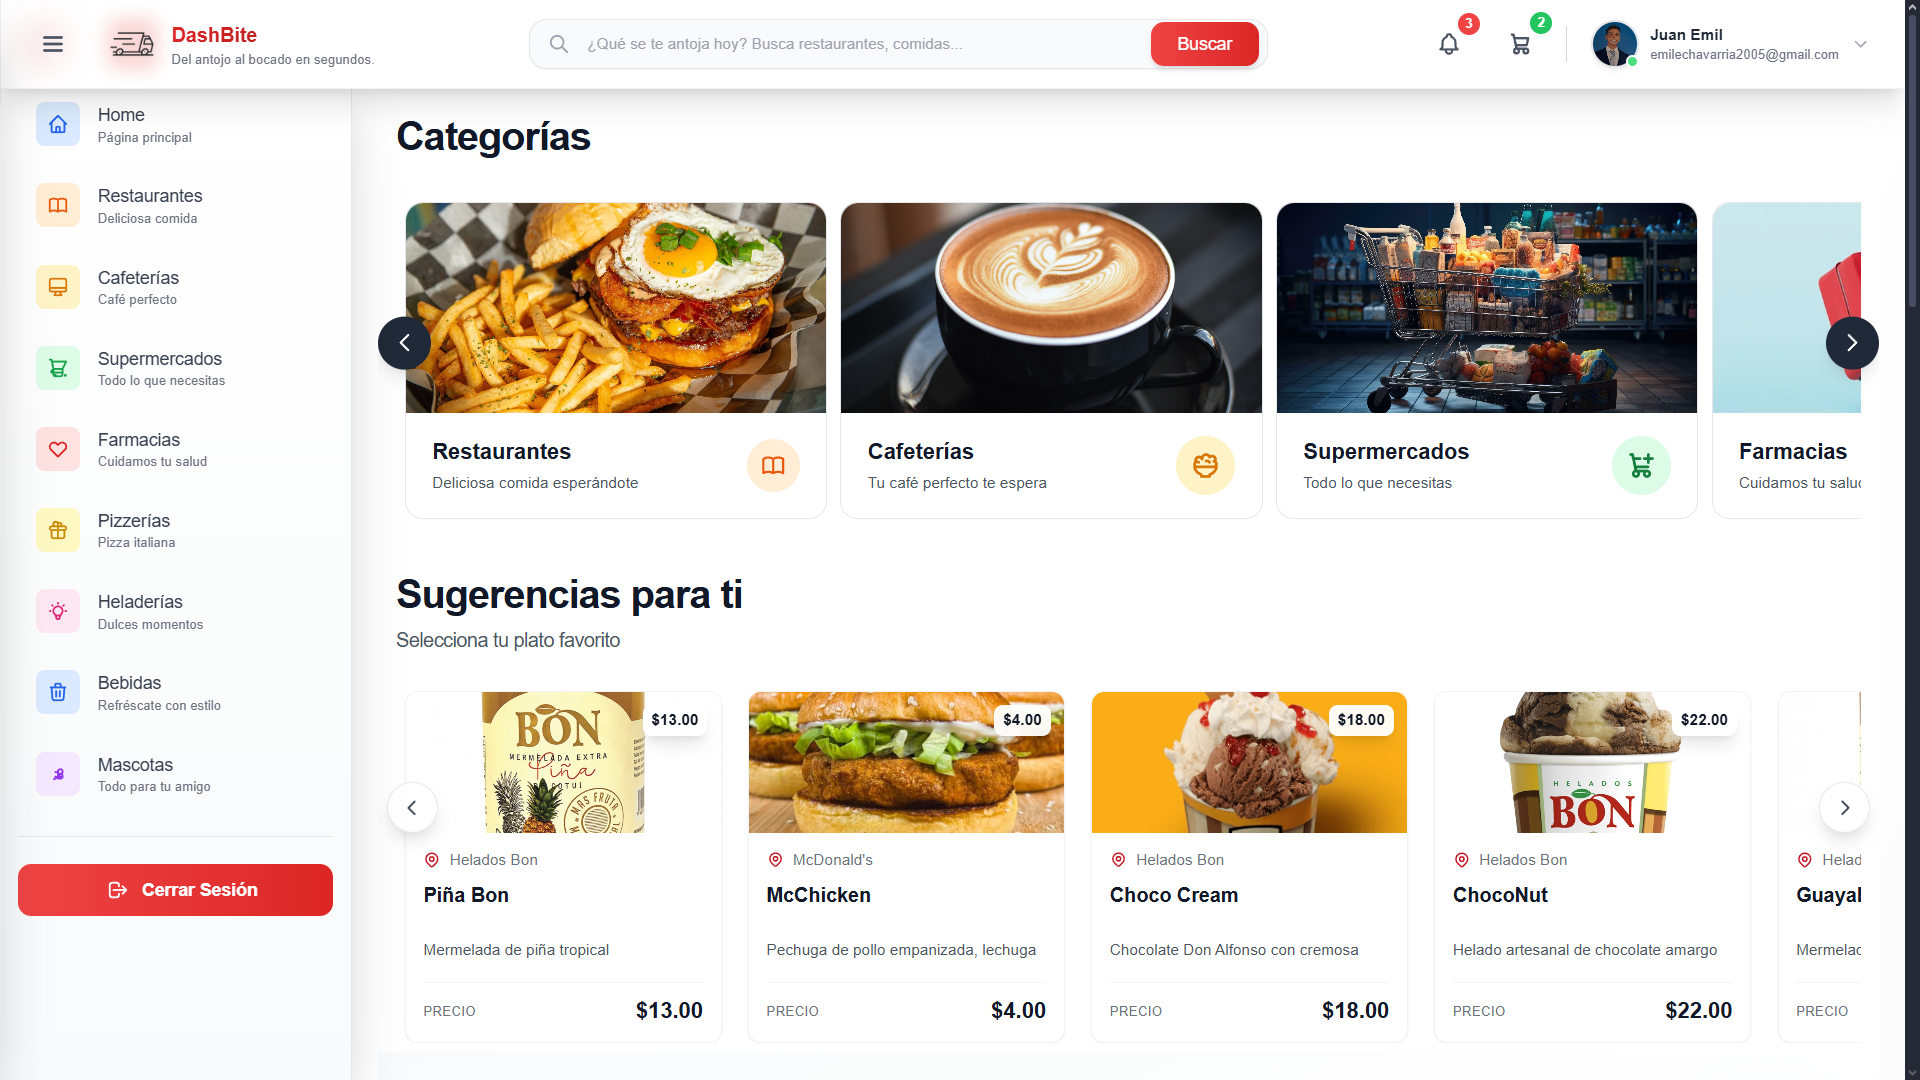 DashBite
Del antojo al bocado en segundos.
¿Qué se te antoja hoy? Busca restaurantes, comidas...
Buscar
3
2
Juan Emil
emilechavarria2005@gmail.com
Home
Página principal
Restaurantes
Deliciosa comida
Cafeterías
Café perfecto
Supermercados
Todo lo que necesitas
Farmacias
Cuidamos tu salud
Pizzerías
Pizza italiana
Heladerías
Dulces momentos
Bebidas
Refréscate con estilo
Mascotas
Todo para tu amigo
Cerrar Sesión
Categorías
Restaurantes
Deliciosa comida esperándote
Cafeterías
Tu café perfecto te espera
Supermercados
Todo lo que necesitas
Farmacias
Cuidamos tu
Sugerencias para ti
Selecciona tu plato favorito
BON
MERMELADA EXTRA
Piña
MAS FRUTA
$13.00
Helados Bon
Piña Bon
Mermelada de piña tropical
PRECIO $13.00
$4.00
McDonald's
McChicken
Pechuga de pollo empanizada, lechuga
PRECIO $4.00
$18.00
Helados Bon
Choco Cream
Chocolate Don Alfonso con cremosa
PRECIO $18.00
HELADOS
BON
$22.00
Helados Bon
ChocoNut
Helado artesanal de chocolate amargo
PRECIO $22.00
PRECIO